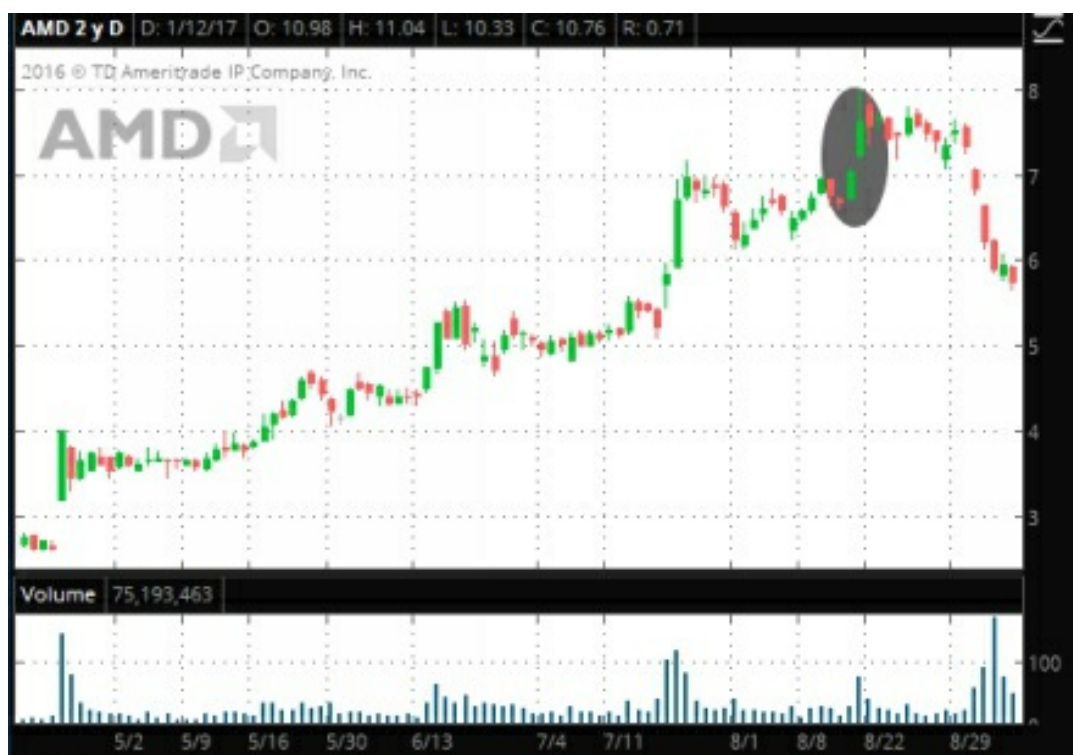 AMD 2 y D D: 1/12/17 O: 10.98 H: 11.04 L: 10.33 C: 10.76 R: 0.71
2016 © TD Ameritrade IP Company, Inc.
AMD
8
7
6
5
4
3
Volume 75,193,463
100
0
5/2 5/9 5/16 5/30 6/13 7/4 7/11 8/1 8/8 8/22 8/29